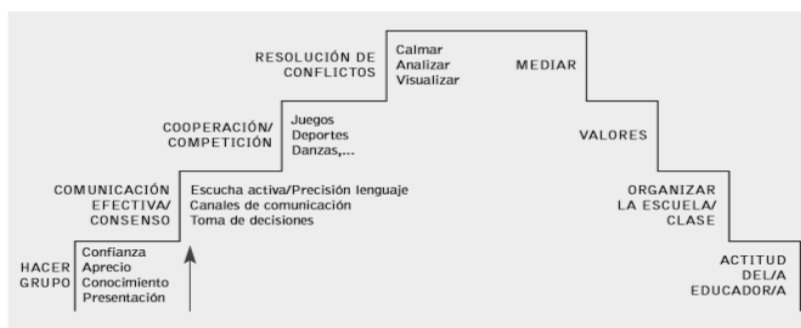 RESOLUCIÓN DE
CONFLICTOS
Calmar
Analizar
Visualizar
MEDIAR
COOPERACIÓN/
COMPETICIÓN
Juegos
Deportes
Danzas,...
VALORES
COMUNICACIÓN
EFECTIVA/
CONSENSO
Escucha activa/Precisión lenguaje
Canales de comunicación
Toma de decisiones
ORGANIZAR
LA ESCUELA/
CLASE
HACER
GRUPO
Confianza
Aprecio
Conocimiento
Presentación
ACTITUD
DEL/A
EDUCADOR/A